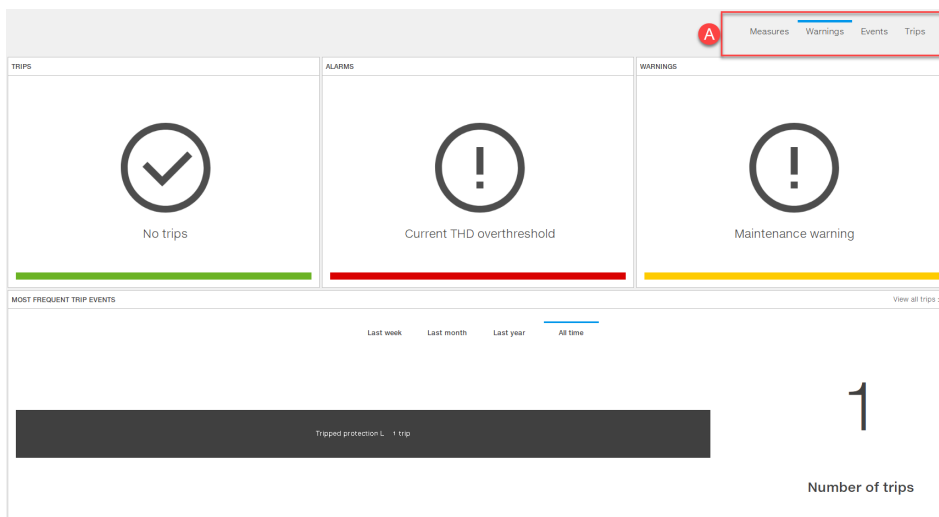 A
Measures Warnings Events Trips
TRIPS
ALARMS
WARNINGS
No trips
Current THD overthreshold
Maintenance warning
MOST FREQUENT TRIP EVENTS
View all trips
Last week Last month Last year All time
1
Tripped protection L 1 trip
Number of trips